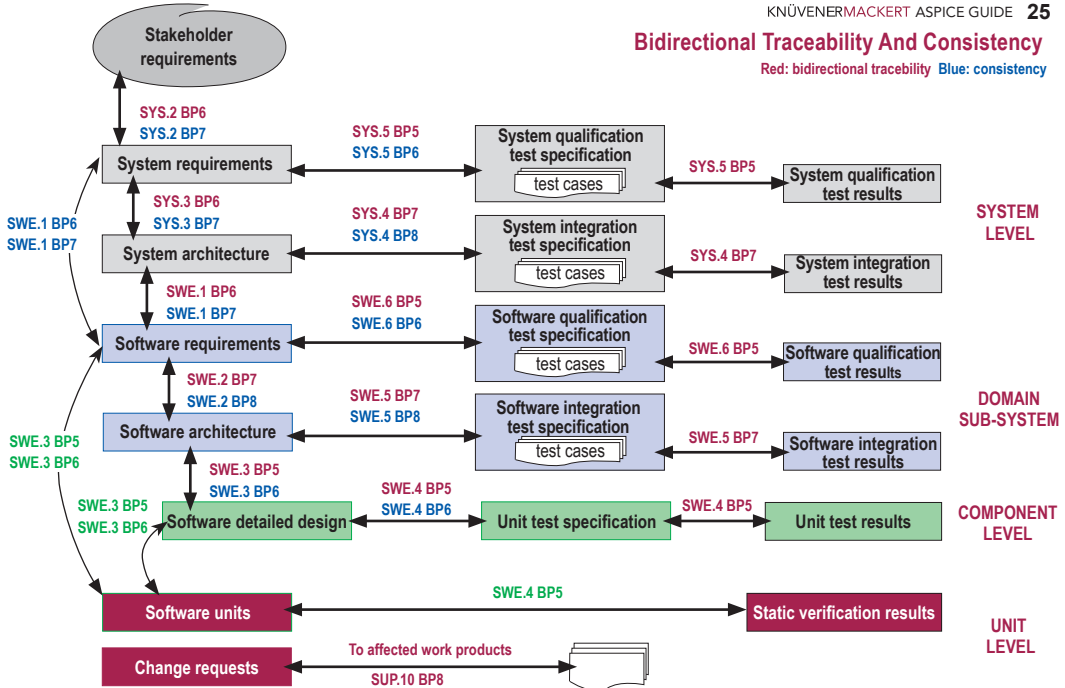 KNÜVENERMACKERT ASPICE GUIDE 25
Bidirectional Traceability And Consistency
Red: bidirectional tracebility Blue: consistency
Stakeholder
requirements
SYS.2 BP6
SYS.2 BP7
System requirements
SYS.5 BP5
SYS.5 BP6
System qualification
test specification
test cases
SYS.5 BP5
System qualification
test results
SYS.3 BP6
SYS.3 BP7
SWE.1 BP6
SWE.1 BP7
System architecture
SYS.4 BP7
SYS.4 BP8
System integration
test specification
test cases
SYS.4 BP7
System integration
test results
SYSTEM
LEVEL
SWE.1 BP6
SWE.1 BP7
Software requirements
SWE.6 BP5
SWE.6 BP6
Software qualification
test specification
test cases
SWE.6 BP5
Software qualification
test results
SWE.2 BP7
SWE.2 BP8
Software architecture
SWE.5 BP7
SWE.5 BP8
Software integration
test specification
test cases
SWE.5 BP7
Software integration
test results
DOMAIN
SUB-SYSTEM
SWE.3 BP5
SWE.3 BP6
SWE.3 BP5
SWE.3 BP6
SWE.3 BP5
SWE.3 BP6
Software detailed design
SWE.4 BP5
SWE.4 BP6
Unit test specification
SWE.4 BP5
Unit test results
COMPONENT
LEVEL
Software units
SWE.4 BP5
Static verification results
UNIT
LEVEL
Change requests
To affected work products
SUP.10 BP8